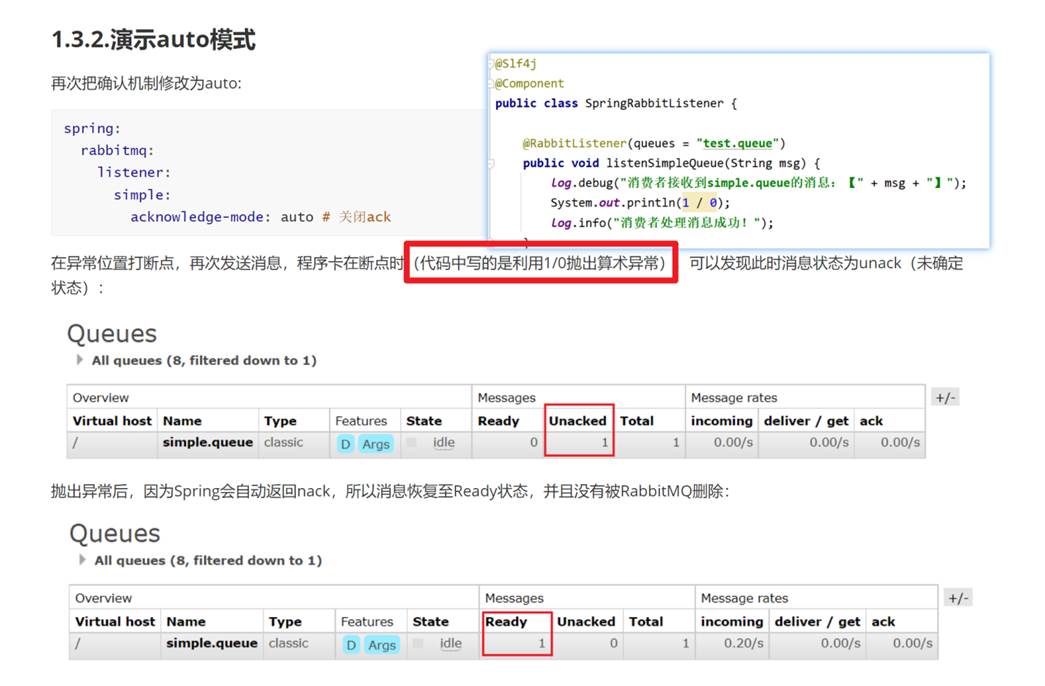 1.3.2.演示auto模式
再次把确认机制修改为auto:
spring:
rabbitmq:
listener:
simple:
acknowledge-mode: auto # 关闭ack
@Slf4j
@Component
public class SpringRabbitListener {
@RabbitListener(queues = "test.queue")
public void listenSimpleQueue(String msg) {
log.debug("消费者接收到simple.queue的消息：【" + msg + "】");
System.out.println(1 / 0);
log.info("消费者处理消息成功！");
}
在异常位置打断点，再次发送消息，程序卡在断点时（代码中写的是利用1/0抛出算术异常），可以发现此时消息状态为unack（未确定
状态）：
Queues
All queues (8, filtered down to 1)
Overview Messages Message rates +/-
Virtual host Name Type Features State Ready Unacked Total incoming deliver / get ack
/ simple.queue classic D Args idle 0 1 1 0.00/s 0.00/s 0.00/s
抛出异常后，因为Spring会自动返回nack，所以消息恢复至Ready状态，并且没有被RabbitMQ删除：
Queues
All queues (8, filtered down to 1)
Overview Messages Message rates +/-
Virtual host Name Type Features State Ready Unacked Total incoming deliver / get ack
/ simple.queue classic D Args idle 1 0 1 0.20/s 0.00/s 0.00/s